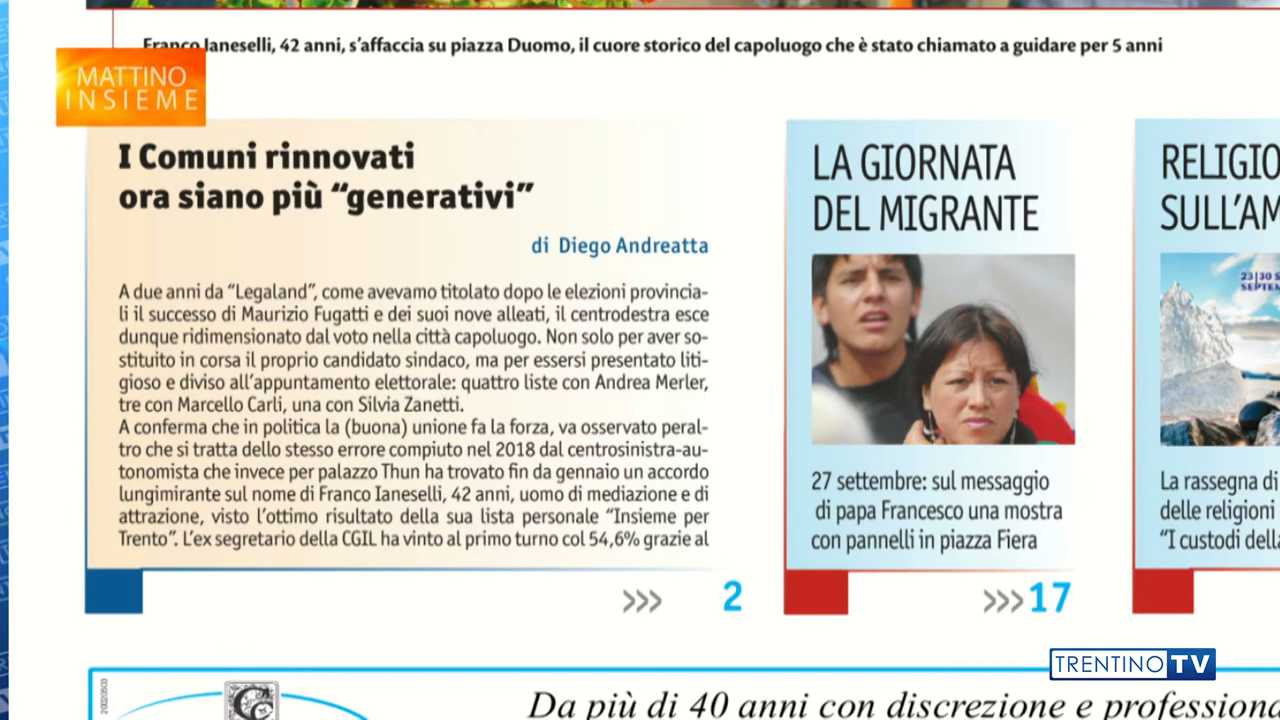 Franco Ianeselli, 42 anni, s’affaccia su piazza Duomo, il cuore storico del capoluogo che è stato chiamato a guidare per 5 anni
MATTINO
INSIEME
I Comuni rinnovati
ora siano più “generativi”
di Diego Andreatta
A due anni da “Legaland”, come avevamo titolato dopo le elezioni provincia-
li il successo di Maurizio Fugatti e dei suoi nove alleati, il centrodestra esce
dunque ridimensionato dal voto nella città capoluogo. Non solo per aver so-
stituito in corsa il proprio candidato sindaco, ma per essersi presentato liti-
gioso e diviso all’appuntamento elettorale: quattro liste con Andrea Merler,
tre con Marcello Carli, una con Silvia Zanetti.
A conferma che in politica la (buona) unione fa la forza, va osservato peral-
tro che si tratta dello stesso errore compiuto nel 2018 dal centrosinistra-au-
tonomista che invece per palazzo Thun ha trovato fin da gennaio un accordo
lungimirante sul nome di Franco Ianeselli, 42 anni, uomo di mediazione e di
attrazione, visto l’ottimo risultato della sua lista personale “Insieme per
Trento”. L’ex segretario della CGIL ha vinto al primo turno col 54,6% grazie al
>>> 2
LA GIORNATA
DEL MIGRANTE
27 settembre: sul messaggio
di papa Francesco una mostra
con pannelli in piazza Fiera
>>> 17
RELIGIO
SULL’AM
23|30 S
SEPTEM
La rassegna di
delle religioni
“I custodi della
TRENTINO TV
Da più di 40 anni con discrezione e professiona